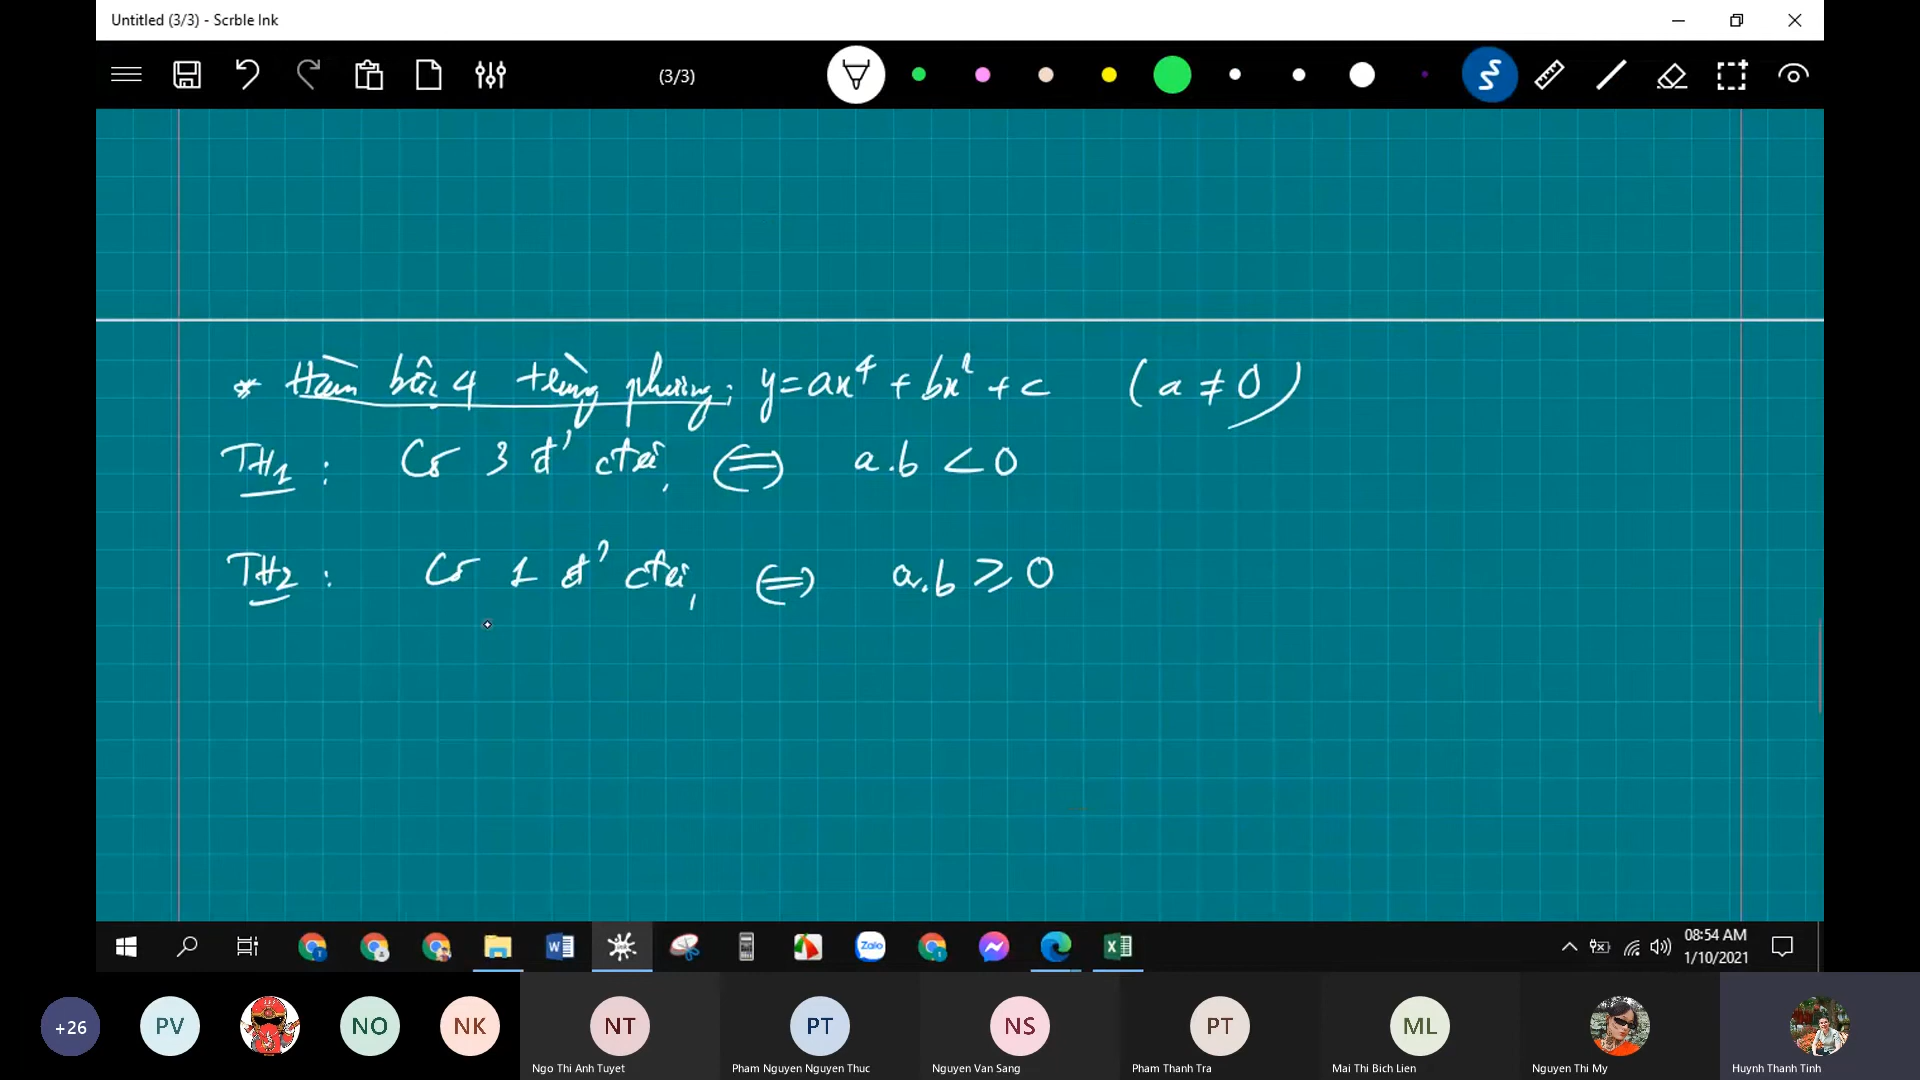 Untitled (3/3) - Scrble Ink
(3/3)
* Hàm bậc 4 trùng phương: y = ax⁴ + bx² + c (a ≠ 0)
TH1 : Có 3 đ' ctrị ⇔ a.b < 0
TH2 : Có 1 đ' ctrị ⇔ a.b ≥ 0
Zalo
08:54 AM
1/10/2021
+26 PV NO NK NT PT NS PT ML
Ngo Thi Anh Tuyet Pham Nguyen Nguyen Thuc Nguyen Van Sang Pham Thanh Tra Mai Thi Bich Lien Nguyen Thi My Huynh Thanh Tinh